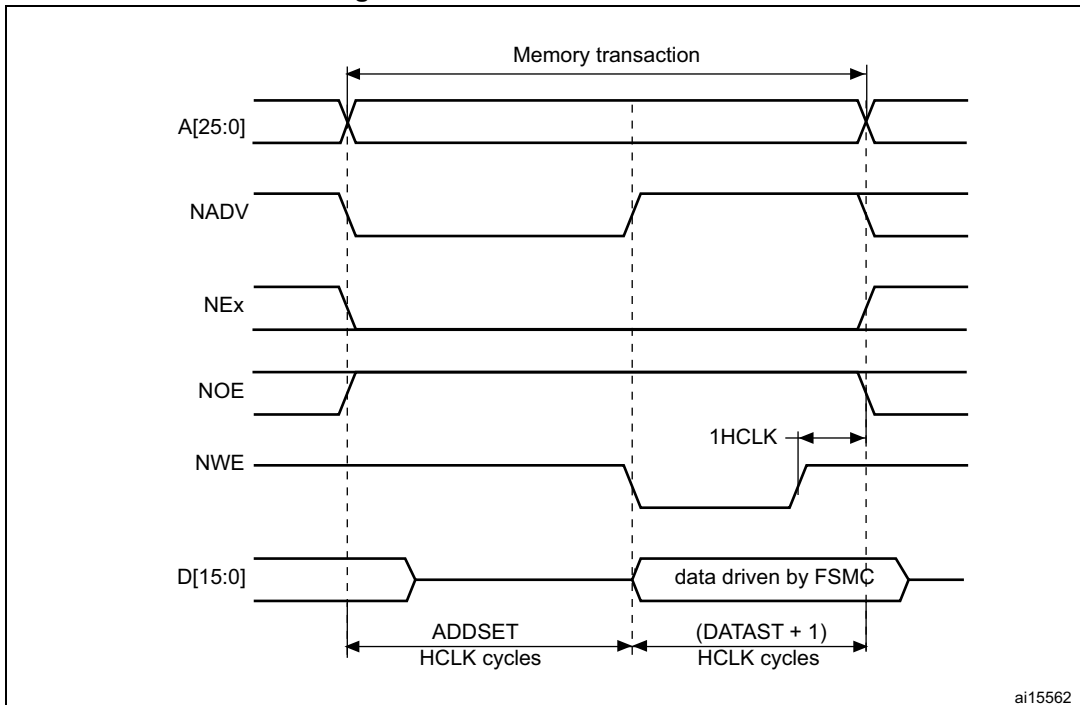 Memory transaction
A[25:0]
NADV
NEx
NOE
1HCLK
NWE
D[15:0]
data driven by FSMC
ADDSET
HCLK cycles
(DATAST + 1)
HCLK cycles
ai15562